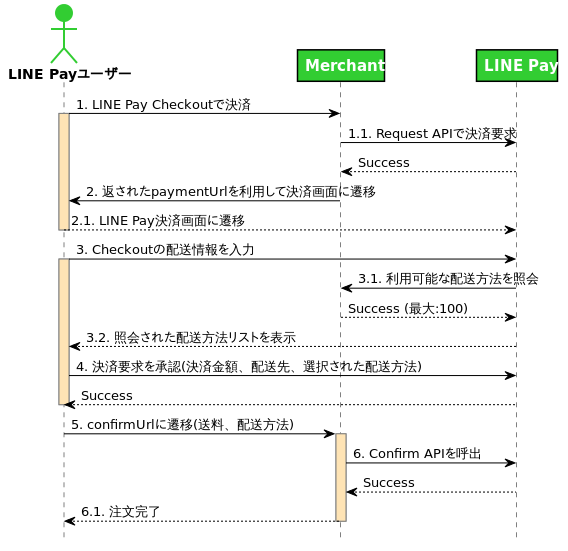 LINE Payユーザー
Merchant
LINE Pay
1. LINE Pay Checkoutで決済
1.1. Request APIで決済要求
Success
2. 返されたpaymentUrlを利用して決済画面に遷移
2.1. LINE Pay決済画面に遷移
3. Checkoutの配送情報を入力
3.1. 利用可能な配送方法を照会
Success (最大:100)
3.2. 照会された配送方法リストを表示
4. 決済要求を承認(決済金額、配送先、選択された配送方法)
Success
5. confirmUrlに遷移(送料、配送方法)
6. Confirm APIを呼出
Success
6.1. 注文完了